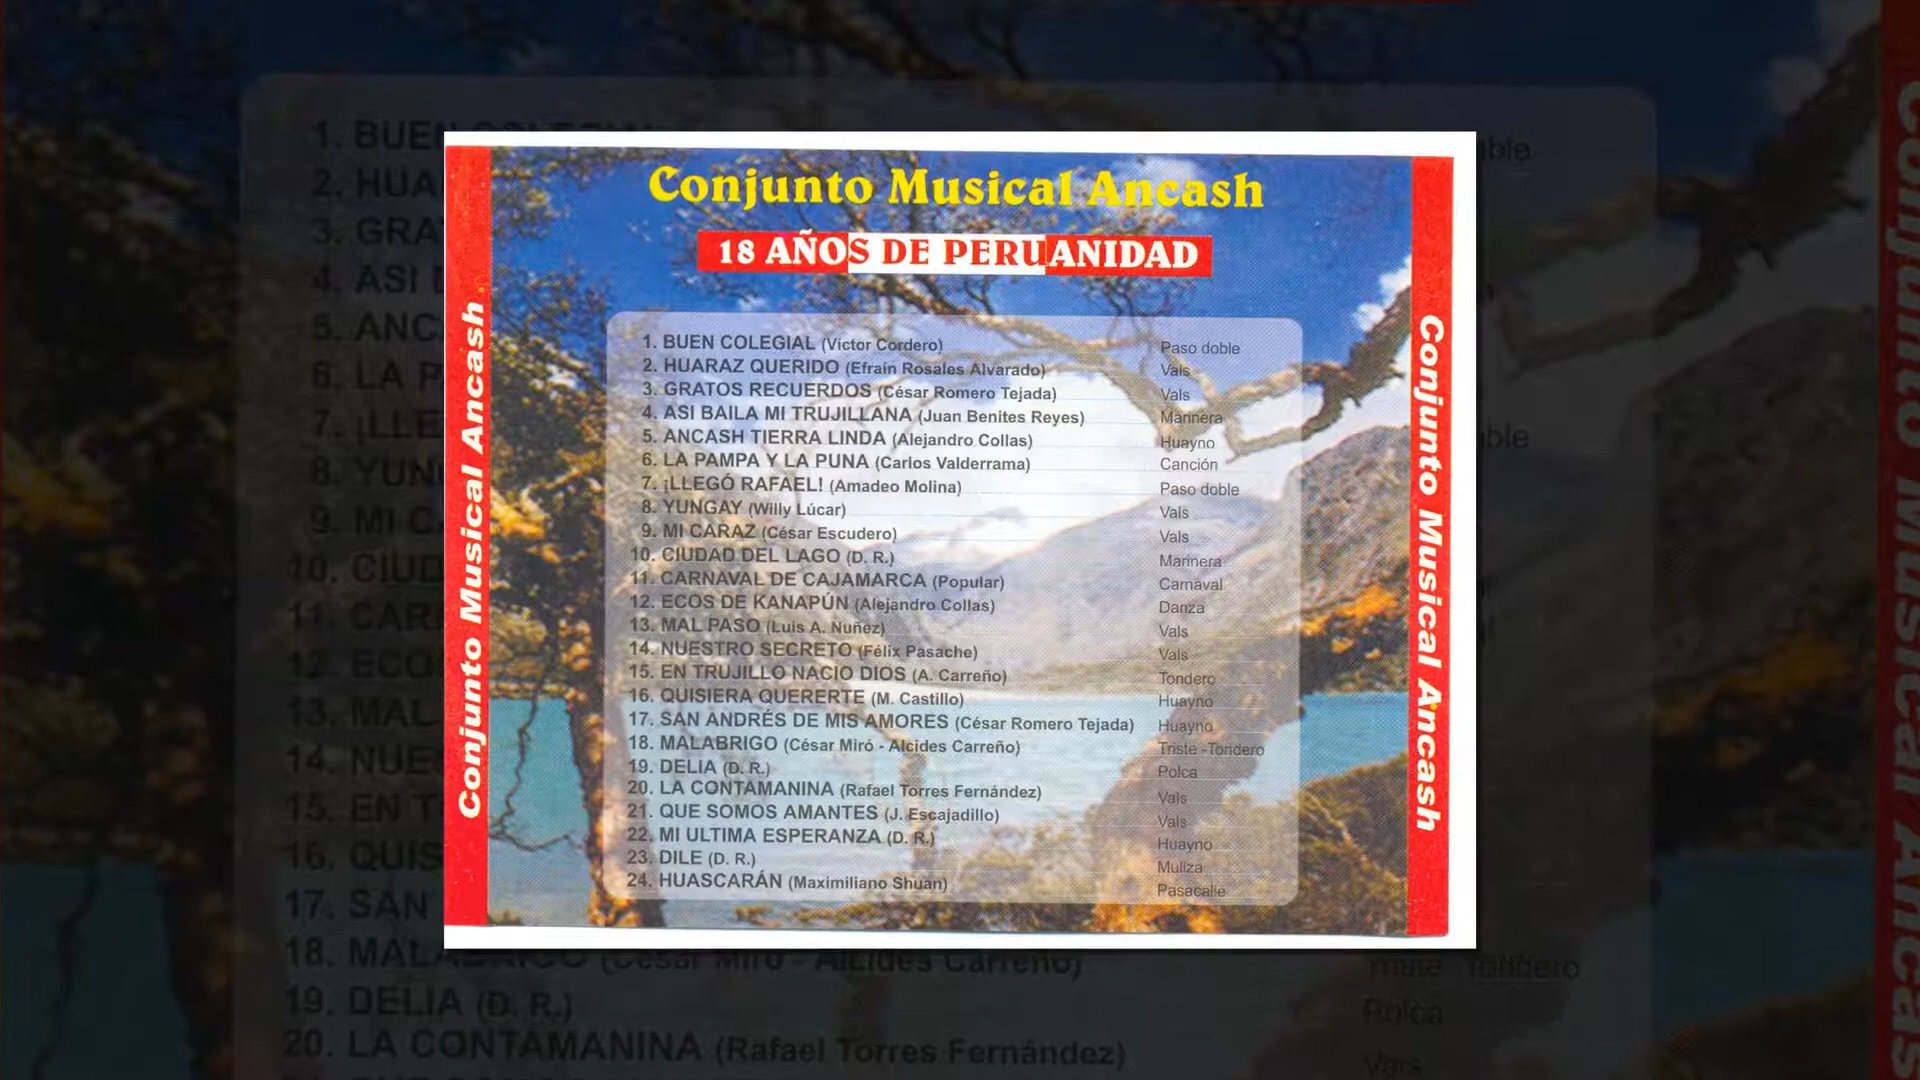 Conjunto Musical Ancash
18 AÑOS DE PERUANIDAD
Conjunto Musical Ancash
1. BUEN COLEGIAL (Víctor Cordero) Paso doble
2. HUARAZ QUERIDO (Efraín Rosales Alvarado) Vals
3. GRATOS RECUERDOS (César Romero Tejada) Vals
4. ASI BAILA MI TRUJILLANA (Juan Benites Reyes) Marinera
5. ANCASH TIERRA LINDA (Alejandro Collas) Huayno
6. LA PAMPA Y LA PUNA (Carlos Valderrama) Canción
7. ¡LLEGÓ RAFAEL! (Amadeo Molina) Paso doble
8. YUNGAY (Willy Lúcar) Vals
9. MI CARAZ (César Escudero) Vals
10. CIUDAD DEL LAGO (D. R.) Marinera
11. CARNAVAL DE CAJAMARCA (Popular) Carnaval
12. ECOS DE KANAPÚN (Alejandro Collas) Danza
13. MAL PASO (Luis A. Nuñez) Vals
14. NUESTRO SECRETO (Félix Pasache) Vals
15. EN TRUJILLO NACIO DIOS (A. Carreño) Tondero
16. QUISIERA QUERERTE (M. Castillo) Huayno
17. SAN ANDRÉS DE MIS AMORES (César Romero Tejada) Huayno
18. MALABRIGO (César Miró - Alcides Carreño) Triste -Tondero
19. DELIA (D. R.) Polca
20. LA CONTAMANINA (Rafael Torres Fernández) Vals
21. QUE SOMOS AMANTES (J. Escajadillo) Vals
22. MI ULTIMA ESPERANZA (D. R.) Huayno
23. DILE (D. R.) Muliza
24. HUASCARÁN (Maximiliano Shuan) Pasacalle
Conjunto Musical Ancash